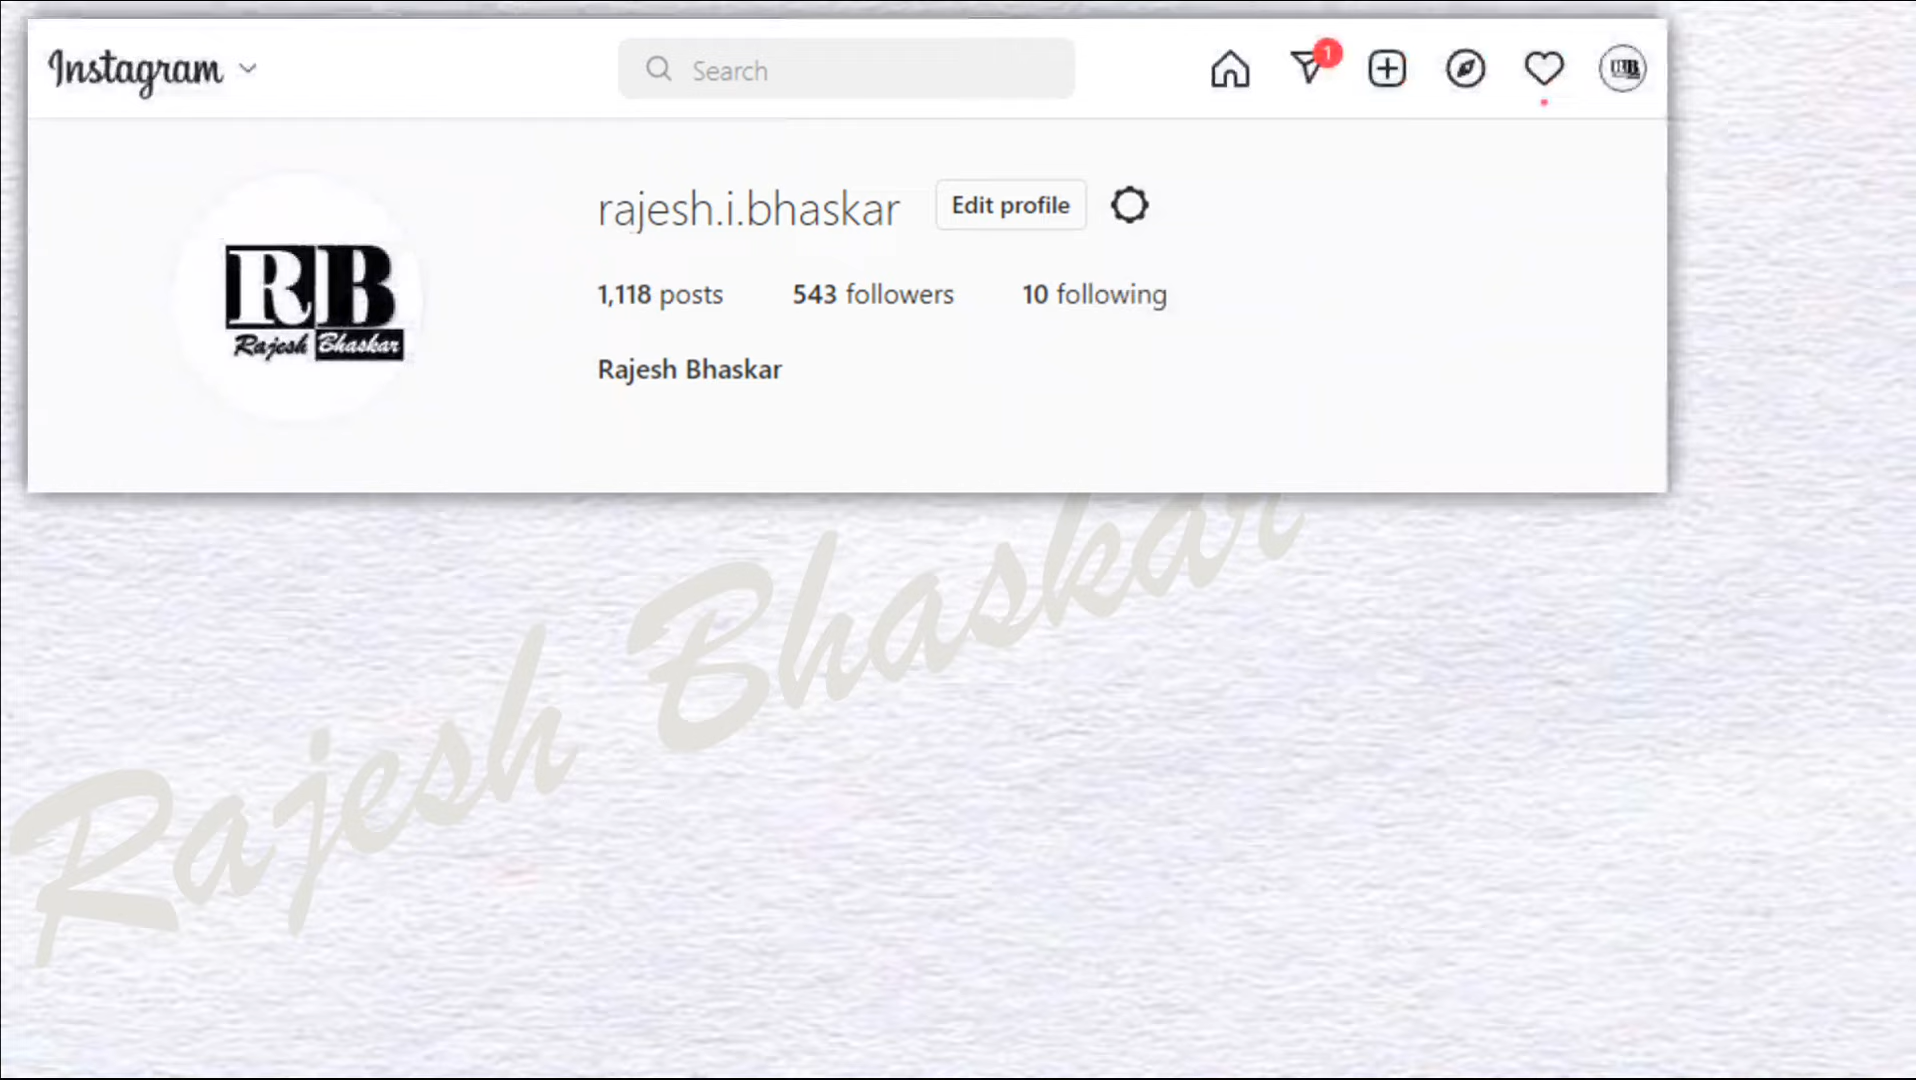 Instagram
Search
1
RB
rajesh.i.bhaskar Edit profile
RB
Rajesh Bhaskar
1,118 posts 543 followers 10 following
Rajesh Bhaskar
Rajesh Bhaskar